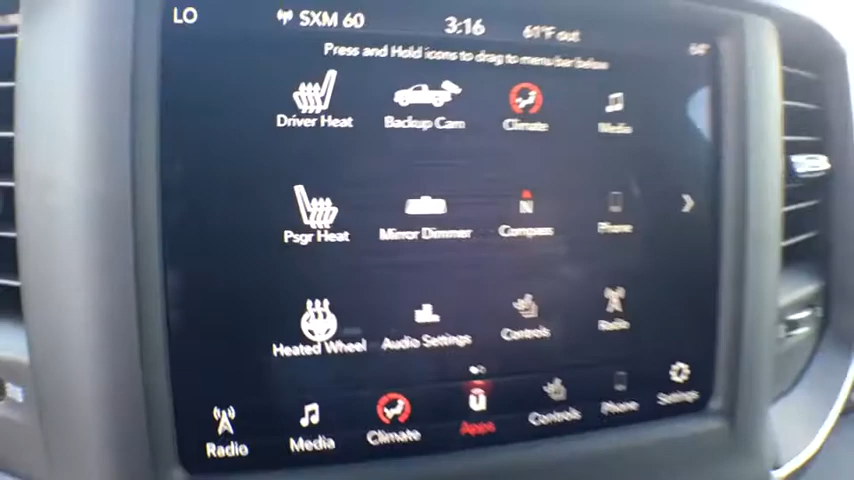 LO SXM 60 3:16 61°F out
Press and Hold icons to drag to menu bar below
Driver Heat Backup Cam Climate Media
Psgr Heat Mirror Dimmer N Compass Phone
Heated Wheel Audio Settings Controls Radio
Radio Media Climate Apps Controls Phone Settings